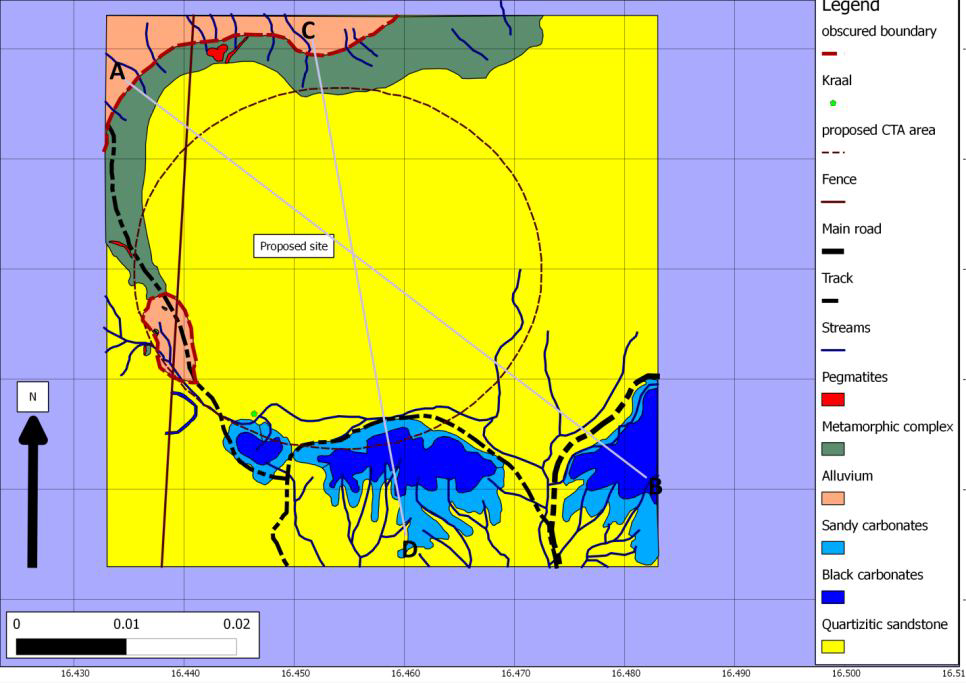 Legend
obscured boundary
Kraal
proposed CTA area
Fence
Main road
Track
Streams
Pegmatites
Metamorphic complex
Alluvium
Sandy carbonates
Black carbonates
Quartizitic sandstone
C
A
Proposed site
N
B
D
0 0.01 0.02
16.430 16.440 16.450 16.460 16.470 16.480 16.490 16.500 16.51